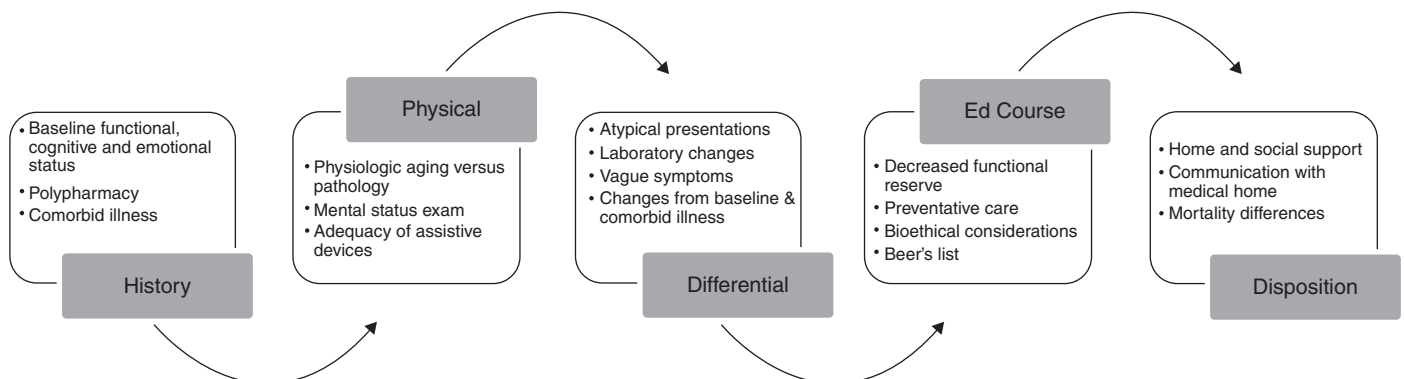 • Baseline functional,
cognitive and emotional
status
• Polypharmacy
• Comorbid illness
History
Physical
• Physiologic aging versus
pathology
• Mental status exam
• Adequacy of assistive
devices
• Atypical presentations
• Laboratory changes
• Vague symptoms
• Changes from baseline &
comorbid illness
Differential
Ed Course
• Decreased functional
reserve
• Preventative care
• Bioethical considerations
• Beer's list
• Home and social support
• Communication with
medical home
• Mortality differences
Disposition